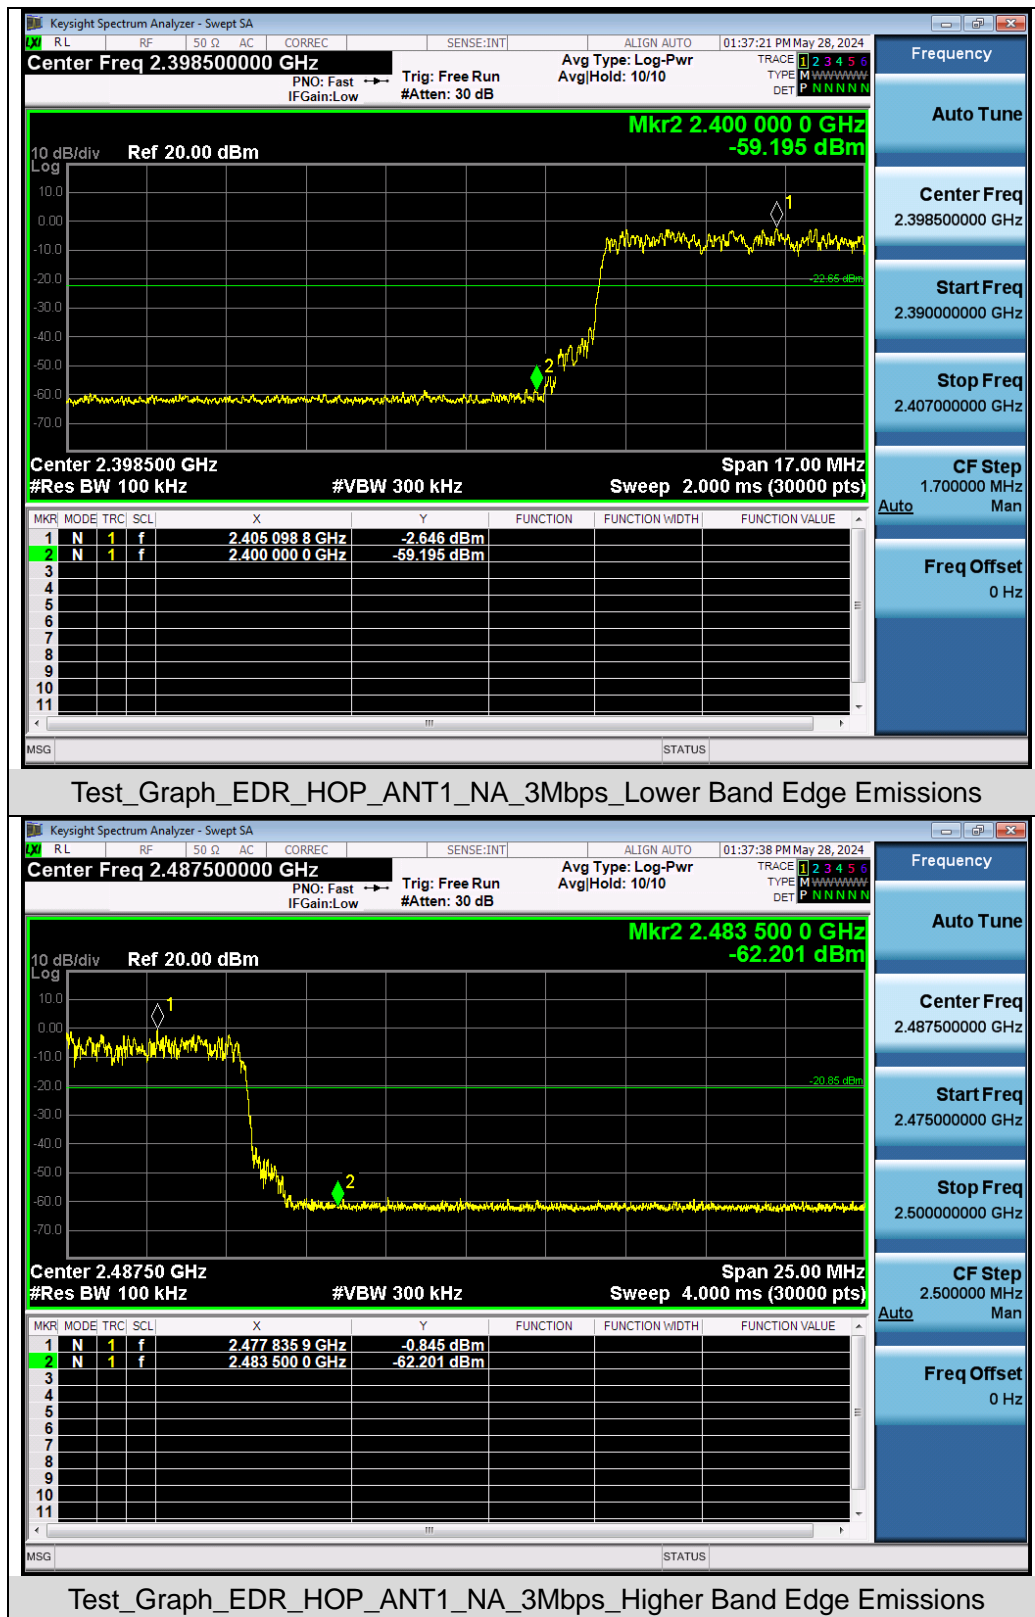 Keysight Spectrum Analyzer - Swept SA
LXI RL RF 50 Ω AC CORREC SENSE:INT ALIGN AUTO 01:37:21 PM May 28, 2024
Center Freq 2.398500000 GHz
PNO: Fast
IFGain:Low
Trig: Free Run
#Atten: 30 dB
Avg Type: Log-Pwr
Avg|Hold: 10/10
TRACE 1 2 3 4 5 6
TYPE M W W W W W
DET P N N N N N
Frequency
Auto Tune
Center Freq
2.398500000 GHz
Start Freq
2.390000000 GHz
Stop Freq
2.407000000 GHz
CF Step
1.700000 MHz
Auto Man
Freq Offset
0 Hz
Mkr2 2.400 000 0 GHz
-59.195 dBm
10 dB/div Ref 20.00 dBm
Log
10.0
0.00
-10.0
-20.0
-30.0
-40.0
-50.0
-60.0
-70.0
1
2
-22.65 dBm
Center 2.398500 GHz Span 17.00 MHz
#Res BW 100 kHz #VBW 300 kHz Sweep 2.000 ms (30000 pts)
MKR MODE TRC SCL X Y FUNCTION FUNCTION WIDTH FUNCTION VALUE
1 N 1 f 2.405 098 8 GHz -2.646 dBm
2 N 1 f 2.400 000 0 GHz -59.195 dBm
3
4
5
6
7
8
9
10
11
MSG STATUS
Test_Graph_EDR_HOP_ANT1_NA_3Mbps_Lower Band Edge Emissions
Keysight Spectrum Analyzer - Swept SA
LXI RL RF 50 Ω AC CORREC SENSE:INT ALIGN AUTO 01:37:38 PM May 28, 2024
Center Freq 2.487500000 GHz
PNO: Fast
IFGain:Low
Trig: Free Run
#Atten: 30 dB
Avg Type: Log-Pwr
Avg|Hold: 10/10
TRACE 1 2 3 4 5 6
TYPE M W W W W W
DET P N N N N N
Frequency
Auto Tune
Center Freq
2.487500000 GHz
Start Freq
2.475000000 GHz
Stop Freq
2.500000000 GHz
CF Step
2.500000 MHz
Auto Man
Freq Offset
0 Hz
Mkr2 2.483 500 0 GHz
-62.201 dBm
10 dB/div Ref 20.00 dBm
Log
10.0
0.00
-10.0
-20.0
-30.0
-40.0
-50.0
-60.0
-70.0
1
2
-20.85 dBm
Center 2.48750 GHz Span 25.00 MHz
#Res BW 100 kHz #VBW 300 kHz Sweep 4.000 ms (30000 pts)
MKR MODE TRC SCL X Y FUNCTION FUNCTION WIDTH FUNCTION VALUE
1 N 1 f 2.477 835 9 GHz -0.845 dBm
2 N 1 f 2.483 500 0 GHz -62.201 dBm
3
4
5
6
7
8
9
10
11
MSG STATUS
Test_Graph_EDR_HOP_ANT1_NA_3Mbps_Higher Band Edge Emissions